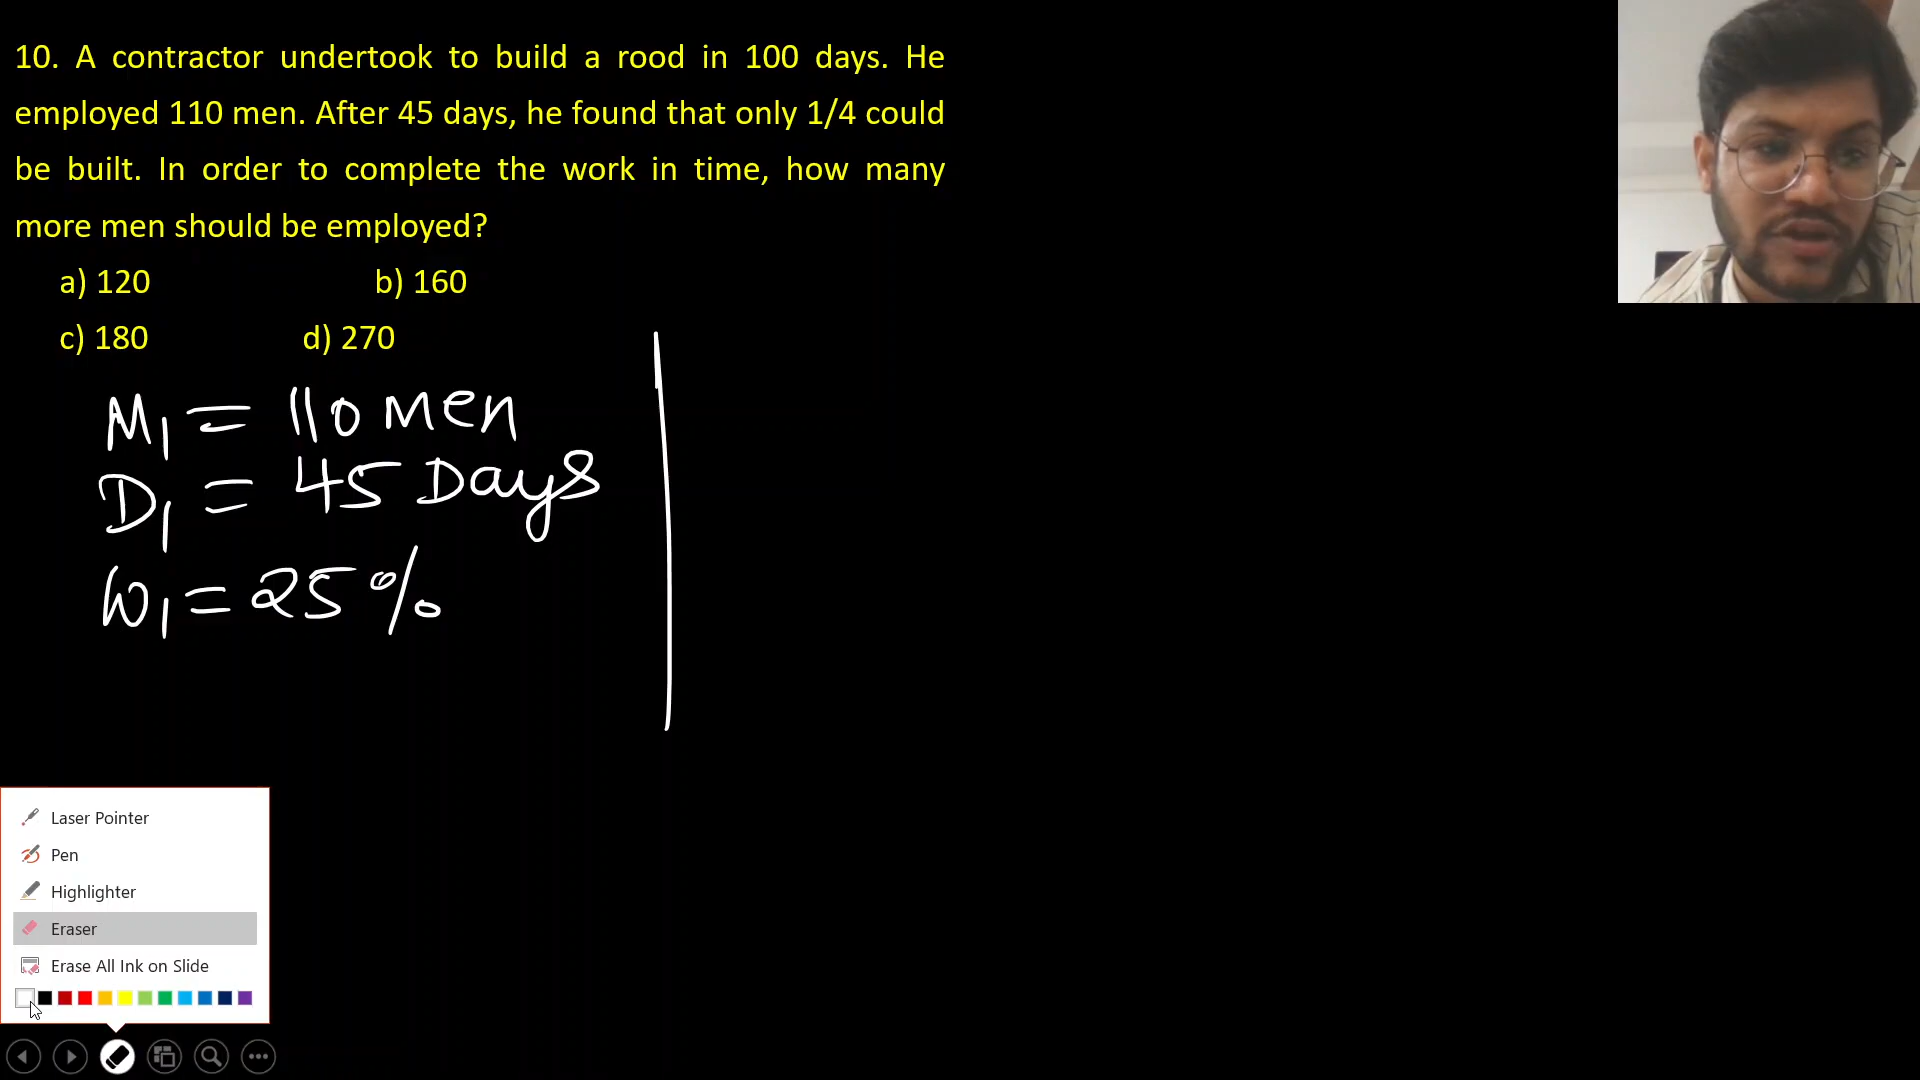 10. A contractor undertook to build a rood in 100 days. He
employed 110 men. After 45 days, he found that only 1/4 could
be built. In order to complete the work in time, how many
more men should be employed?
a) 120 b) 160
c) 180 d) 270
M1 = 110 Men
D1 = 45 Days
W1 = 25%
Laser Pointer
Pen
Highlighter
Eraser
Erase All Ink on Slide